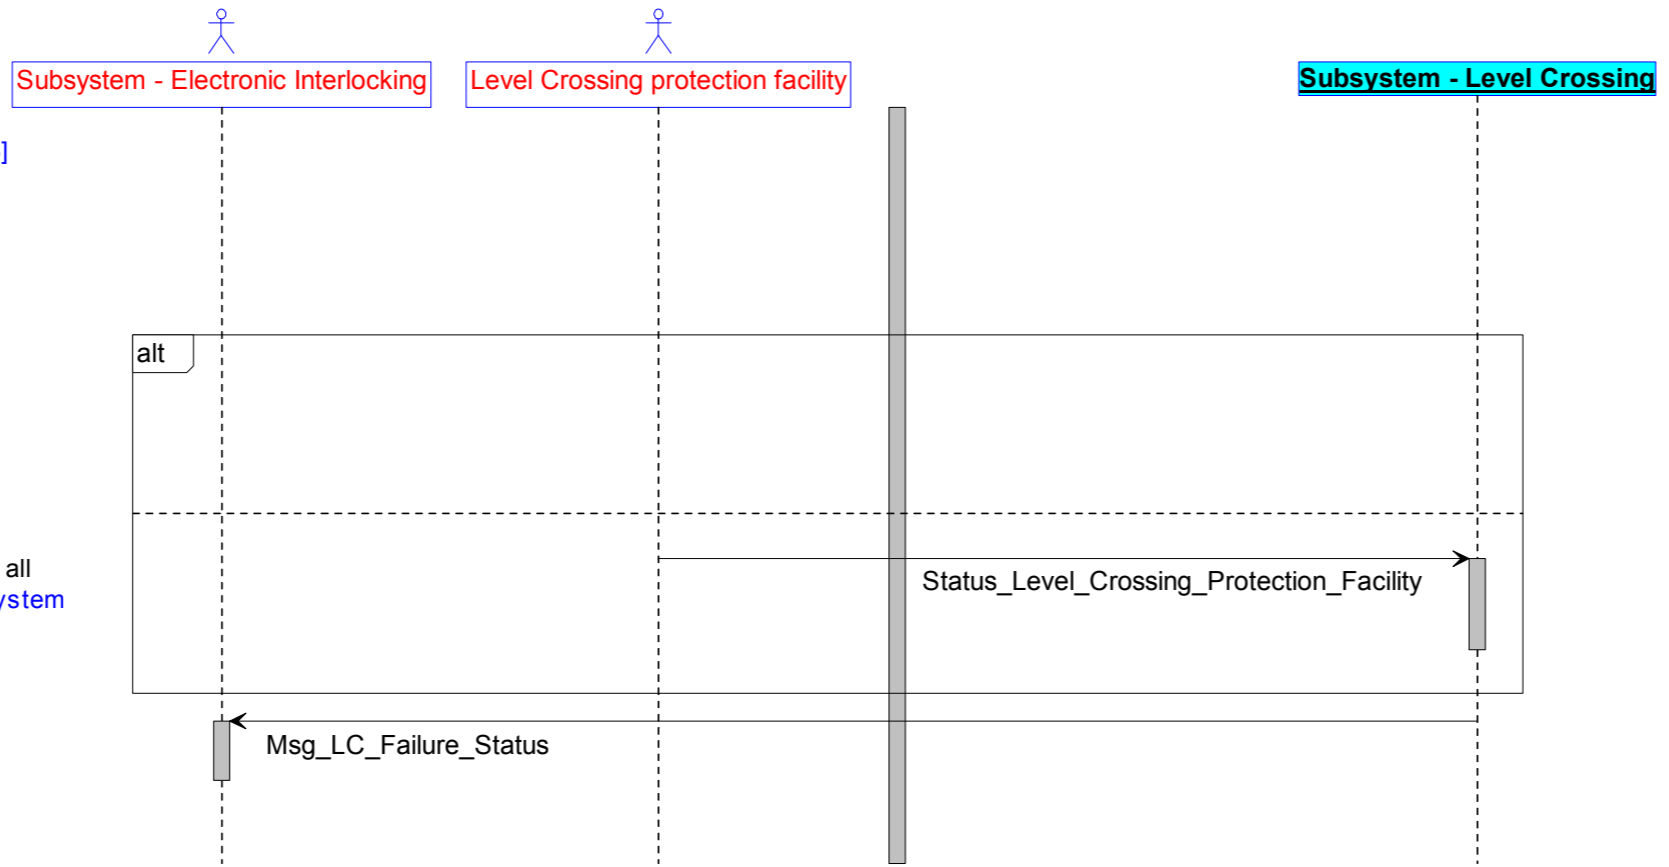 Subsystem - Electronic Interlocking
Level Crossing protection facility
Subsystem - Level Crossing
]
alt
all
ystem
Status_Level_Crossing_Protection_Facility
Msg_LC_Failure_Status